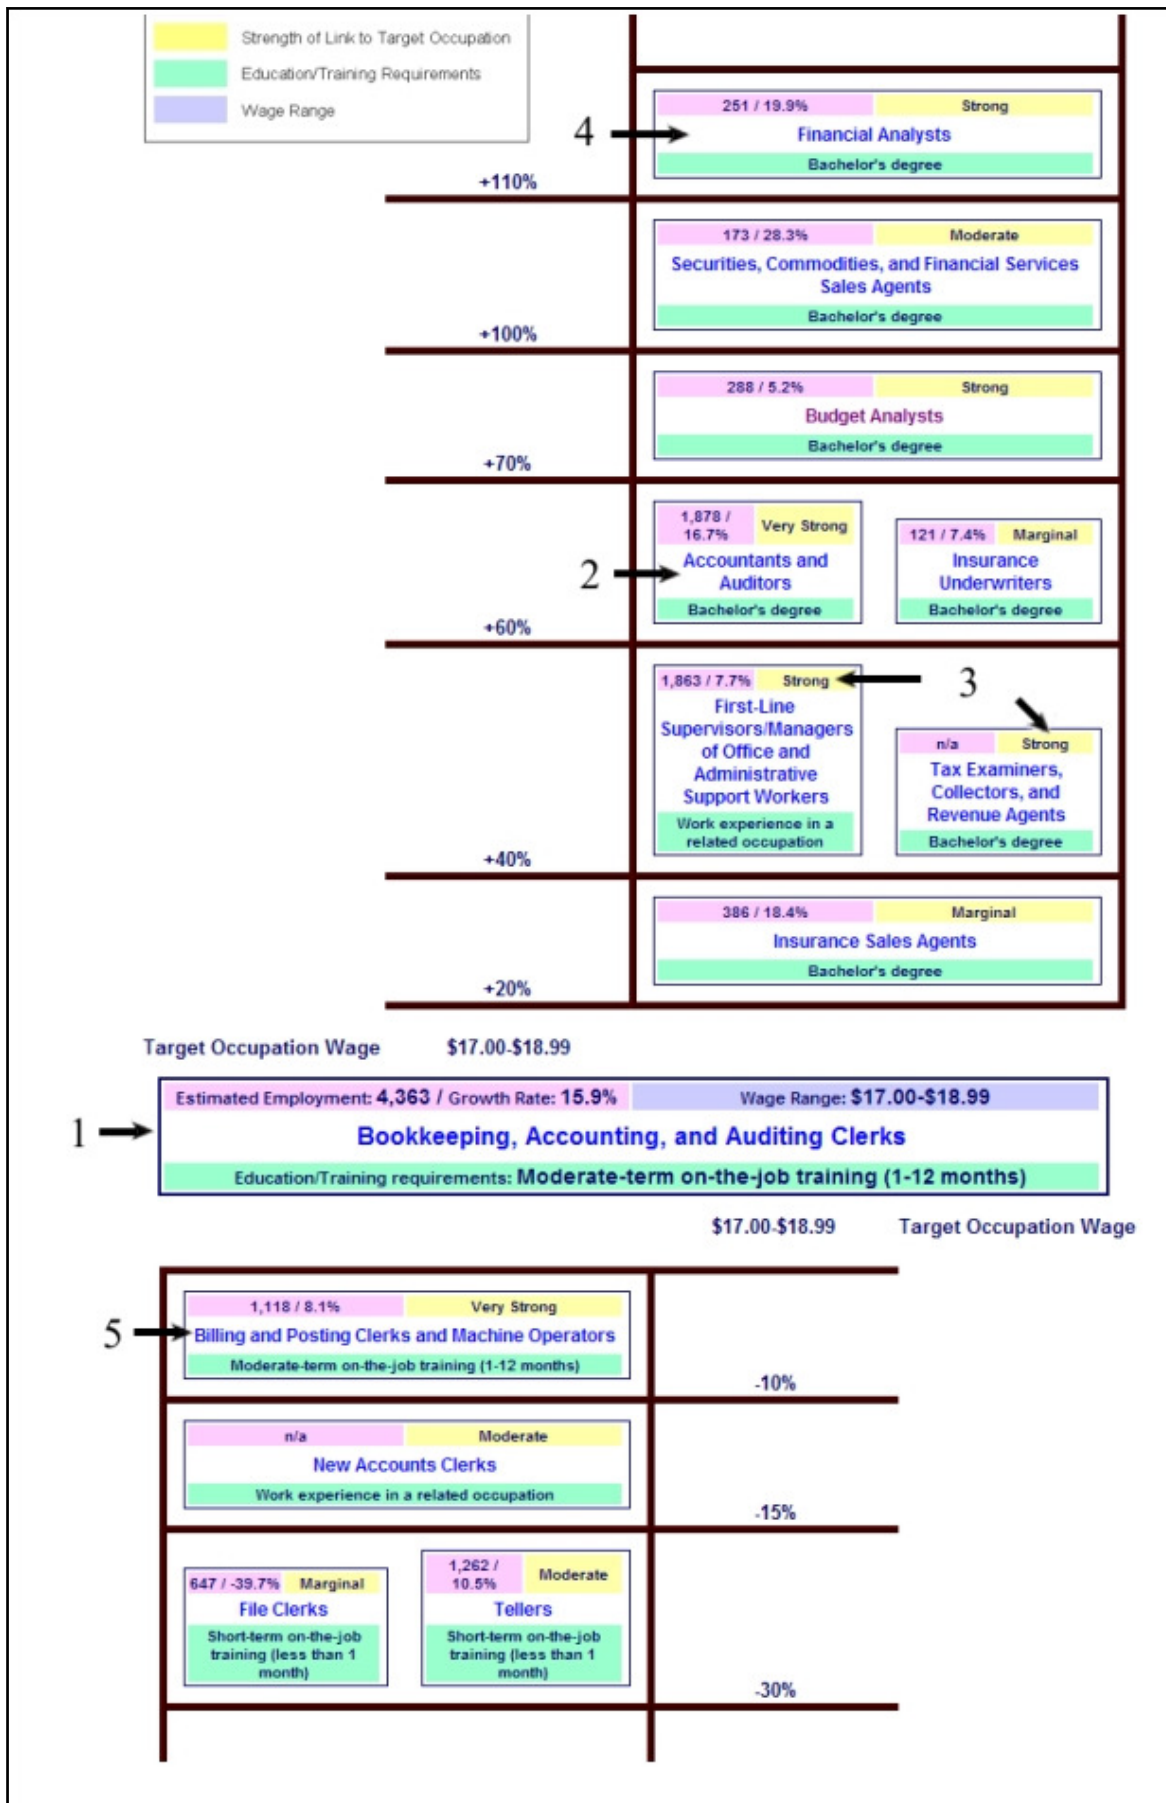 Strength of Link to Target Occupation
Education/Training Requirements
Wage Range
251 / 19.9%
Strong
4
Financial Analysts
Bachelor's degree
+110%
173 / 28.3%
Moderate
Securities, Commodities, and Financial Services
Sales Agents
Bachelor's degree
+100%
288 / 5.2%
Strong
Budget Analysts
Bachelor's degree
+70%
1,878 /
16.7%
Very Strong
2
Accountants and
Auditors
Bachelor's degree
121 / 7.4%
Marginal
Insurance
Underwriters
Bachelor's degree
+60%
1,863 / 7.7%
Strong
3
First-Line
Supervisors/Managers
of Office and
Administrative
Support Workers
Work experience in a
related occupation
n/a
Strong
Tax Examiners,
Collectors, and
Revenue Agents
Bachelor's degree
+40%
386 / 18.4%
Marginal
Insurance Sales Agents
Bachelor's degree
+20%
Target Occupation Wage $17.00-$18.99
Estimated Employment: 4,363 / Growth Rate: 15.9%
Wage Range: $17.00-$18.99
1
Bookkeeping, Accounting, and Auditing Clerks
Education/Training requirements: Moderate-term on-the-job training (1-12 months)
$17.00-$18.99 Target Occupation Wage
1,118 / 8.1%
Very Strong
5
Billing and Posting Clerks and Machine Operators
Moderate-term on-the-job training (1-12 months)
-10%
n/a
Moderate
New Accounts Clerks
Work experience in a related occupation
-15%
647 / -39.7%
Marginal
File Clerks
Short-term on-the-job
training (less than 1
month)
1,262 /
10.5%
Moderate
Tellers
Short-term on-the-job
training (less than 1
month)
-30%